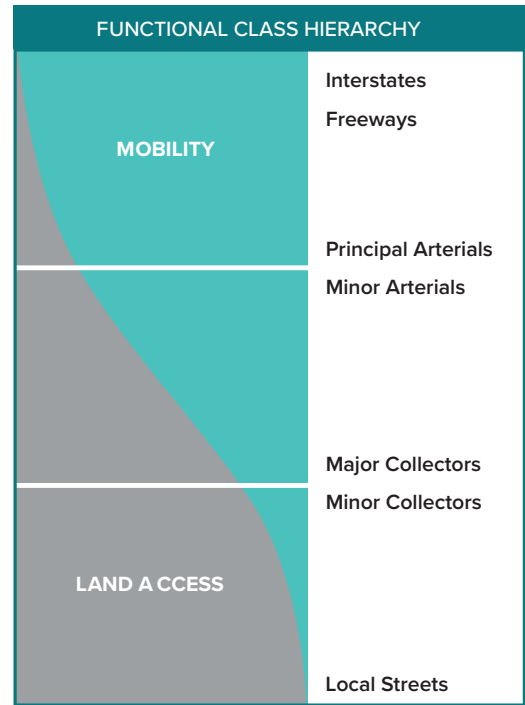 FUNCTIONAL CLASS HIERARCHY
Interstates
Freeways
MOBILITY
Principal Arterials
Minor Arterials
Major Collectors
Minor Collectors
LAND A CCESS
Local Streets